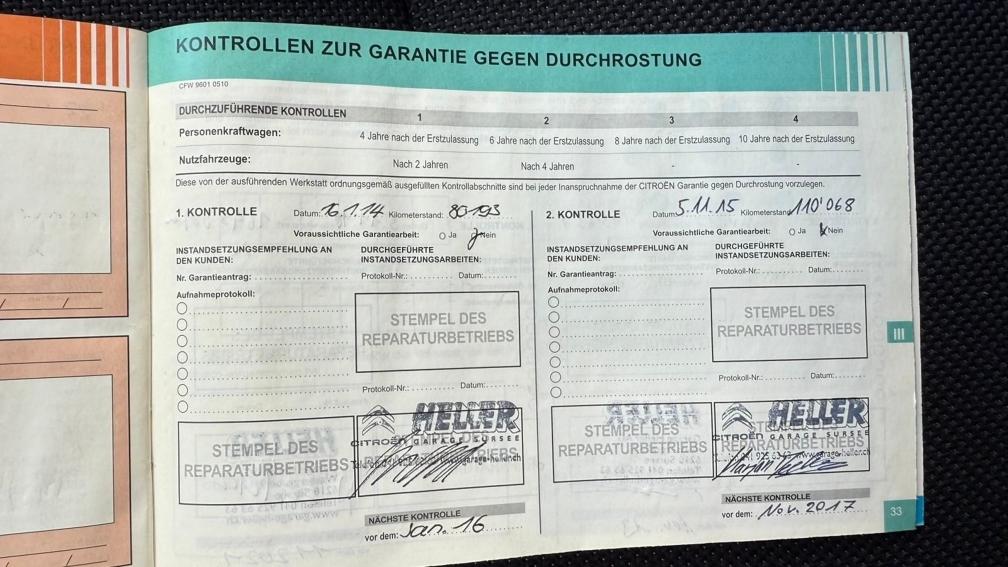 KONTROLLEN ZUR GARANTIE GEGEN DURCHROSTUNG
CFW 9601 0510
DURCHZUFÜHRENDE KONTROLLEN 1 2 3 4
Personenkraftwagen: 4 Jahre nach der Erstzulassung 6 Jahre nach der Erstzulassung 8 Jahre nach der Erstzulassung 10 Jahre nach der Erstzulassung
Nutzfahrzeuge: Nach 2 Jahren Nach 4 Jahren - -
Diese von der ausführenden Werkstatt ordnungsgemäß ausgefüllten Kontrollabschnitte sind bei jeder Inanspruchnahme der CITROËN Garantie gegen Durchrostung vorzulegen.
1. KONTROLLE Datum: 16.1.14 Kilometerstand: 80193
Voraussichtliche Garantiearbeit: Ja Nein
INSTANDSETZUNGSEMPFEHLUNG AN
DEN KUNDEN:
DURCHGEFÜHRTE
INSTANDSETZUNGSARBEITEN:
Nr. Garantieantrag: Protokoll-Nr.: Datum:
Aufnahmeprotokoll:
STEMPEL DES
REPARATURBETRIEBS
Protokoll-Nr.: Datum:
STEMPEL DES
REPARATURBETRIEBS
HELLER
CITROËN GARAGE SURSEE
NÄCHSTE KONTROLLE
vor dem: Jan. 16
2. KONTROLLE Datum: 5.11.15 Kilometerstand: 110'068
Voraussichtliche Garantiearbeit: Ja Nein
INSTANDSETZUNGSEMPFEHLUNG AN
DEN KUNDEN:
DURCHGEFÜHRTE
INSTANDSETZUNGSARBEITEN:
Nr. Garantieantrag: Protokoll-Nr.: Datum:
Aufnahmeprotokoll:
STEMPEL DES
REPARATURBETRIEBS
Protokoll-Nr.: Datum:
STEMPEL DES
REPARATURBETRIEBS
HELLER
CITROËN GARAGE SURSEE
www.garage-heller.ch
NÄCHSTE KONTROLLE
vor dem: Nov. 2017
III
33